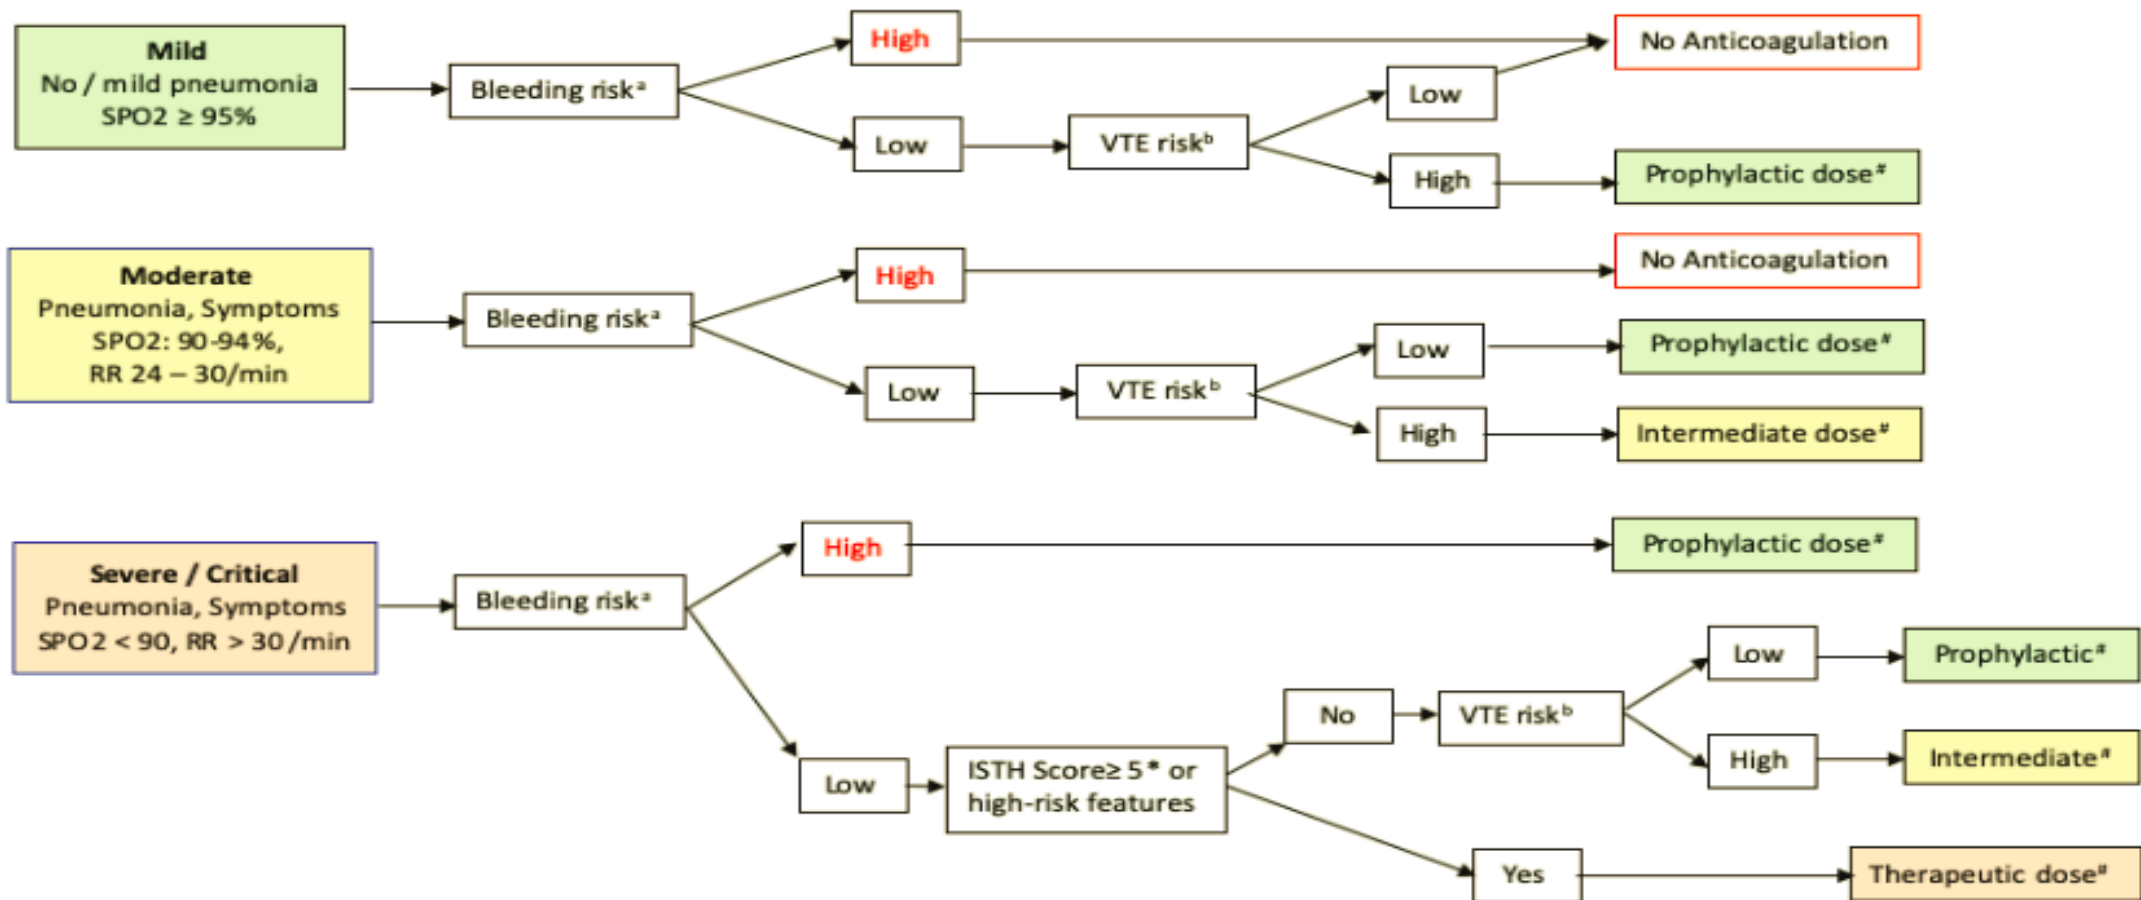 Mild
No / mild pneumonia
SPO2 ≥ 95%
Bleeding riskᵃ
High
No Anticoagulation
Low
VTE riskᵇ
Low
High
Prophylactic dose#
Moderate
Pneumonia, Symptoms
SPO2: 90-94%,
RR 24 – 30/min
Bleeding riskᵃ
High
No Anticoagulation
Low
VTE riskᵇ
Low
Prophylactic dose#
High
Intermediate dose#
Severe / Critical
Pneumonia, Symptoms
SPO2 < 90, RR > 30 /min
Bleeding riskᵃ
High
Prophylactic dose#
Low
ISTH Score≥ 5* or
high-risk features
No
VTE riskᵇ
Low
Prophylactic#
High
Intermediate#
Yes
Therapeutic dose#